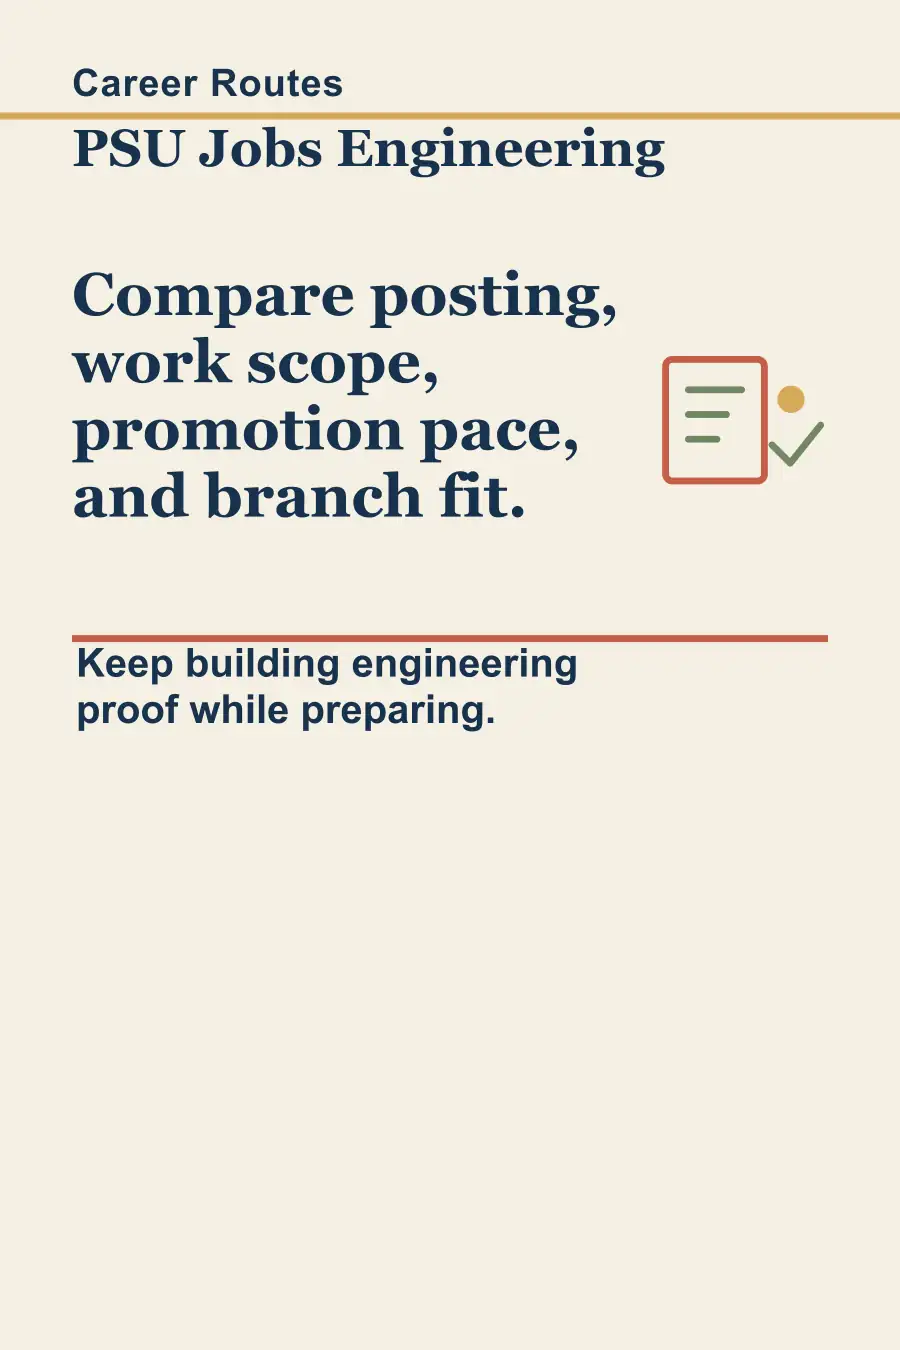 Career Routes
PSU Jobs Engineering
Compare posting,
work scope,
promotion pace,
and branch fit.
Keep building engineering
proof while preparing.